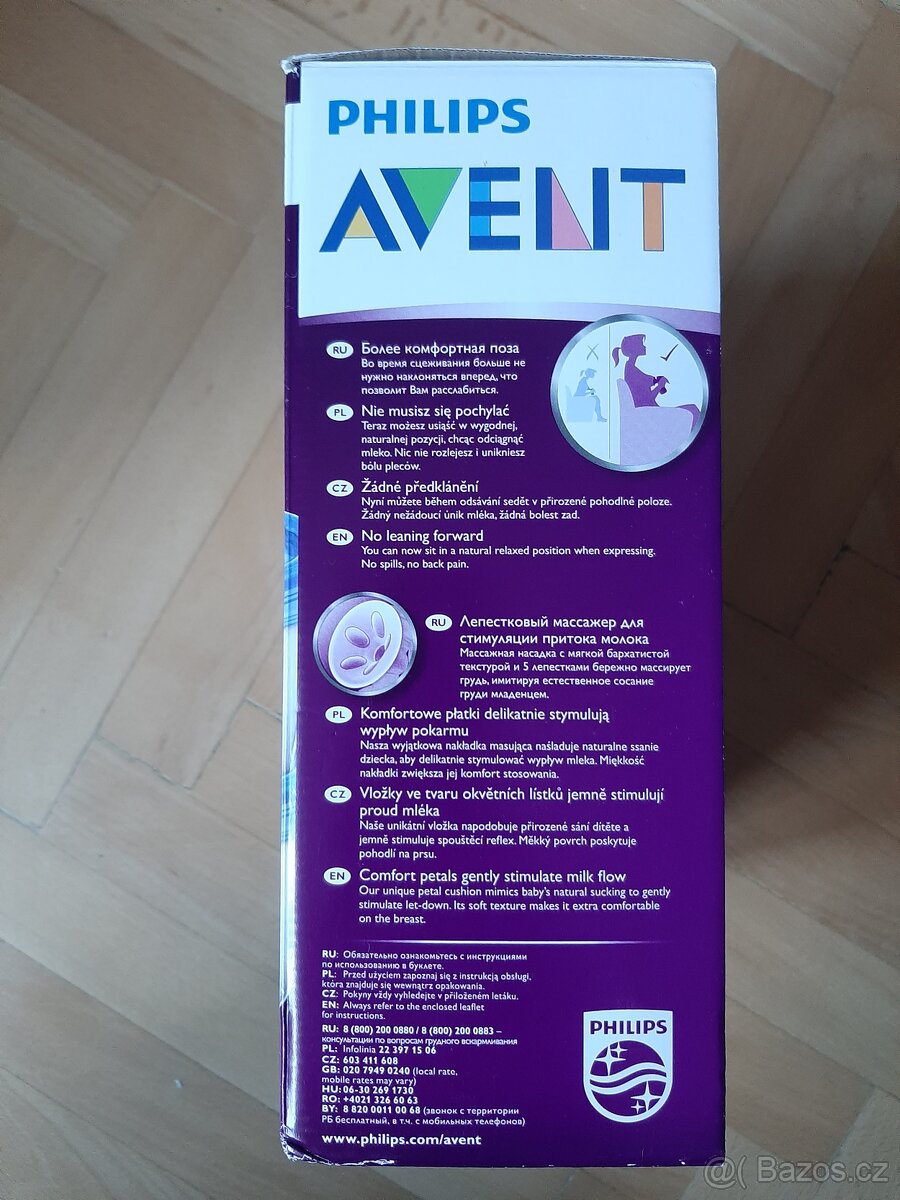 PHILIPS
AVENT
RU Более комфортная поза
Во время сцеживания больше не
нужно наклоняться вперед, что
позволит Вам расслабиться.
PL Nie musisz się pochylać
Teraz możesz usiąść w wygodnej,
naturalnej pozycji, chcąc odciągnąć
mleko. Nic nie rozlejesz i unikniesz
bólu pleców.
CZ Žádné předklánění
Nyní můžete během odsávání sedět v přirozené pohodlné poloze.
Žádný nežádoucí únik mléka, žádná bolest zad.
EN No leaning forward
You can now sit in a natural relaxed position when expressing.
No spills, no back pain.
RU Лепестковый массажер для
стимуляции притока молока
Массажная насадка с мягкой бархатистой
текстурой и 5 лепестками бережно массирует
грудь, имитируя естественное сосание
груди младенцем.
PL Komfortowe płatki delikatnie stymulują
wypływ pokarmu
Nasza wyjątkowa nakładka masująca naśladuje naturalne ssanie
dziecka, aby delikatnie stymulować wypływ mleka. Miękkość
nakładki zwiększa jej komfort stosowania.
CZ Vložky ve tvaru okvětních lístků jemně stimulují
proud mléka
Naše unikátní vložka napodobuje přirozené sání dítěte a
jemně stimuluje spouštěcí reflex. Měkký povrch poskytuje
pohodlí na prsu.
EN Comfort petals gently stimulate milk flow
Our unique petal cushion mimics baby's natural sucking to gently
stimulate let-down. Its soft texture makes it extra comfortable
on the breast.
RU: Обязательно ознакомьтесь с инструкциями
по использованию в буклете.
PL: Przed użyciem zapoznaj się z instrukcją obsługi,
która znajduje się wewnątrz opakowania.
CZ: Pokyny vždy vyhledejte v přiloženém letáku.
EN: Always refer to the enclosed leaflet
for instructions.
RU: 8 (800) 200 0880 / 8 (800) 200 0883 –
консультации по вопросам грудного вскармливания
PL: Infolinia 22 397 15 06
CZ: 603 411 608
GB: 020 7949 0240 (local rate,
mobile rates may vary)
HU: 06-30 269 1730
RO: +4021 326 60 63
BY: 8 820 0011 00 68 (звонок с территории
РБ бесплатный, в т.ч. с мобильных телефонов)
www.philips.com/avent
PHILIPS
@( Bazos.cz